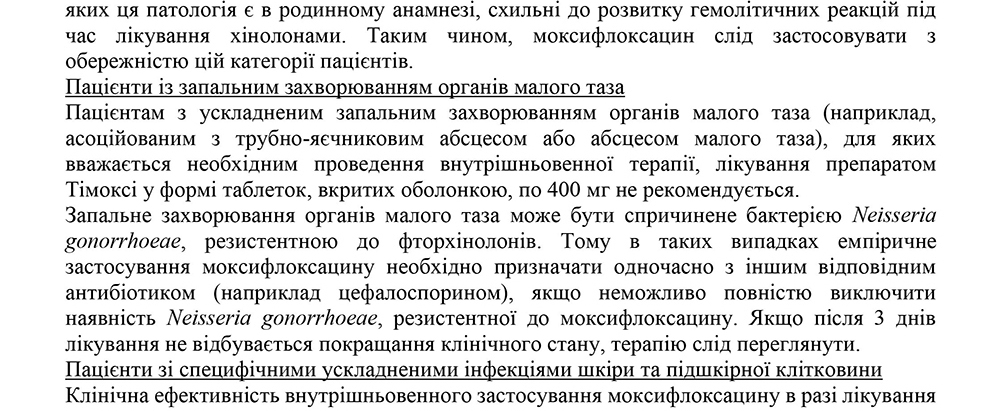 яких ця патологія є в родинному анамнезі, схильні до розвитку гемолітичних реакцій під
час лікування хінолонами. Таким чином, моксифлоксацин слід застосовувати з
обережністю цій категорії пацієнтів.
Пацієнти із запальним захворюванням органів малого таза
Пацієнтам з ускладненим запальним захворюванням органів малого таза (наприклад,
асоційованим з трубно-яєчниковим абсцесом або абсцесом малого таза), для яких
вважається необхідним проведення внутрішньовенної терапії, лікування препаратом
Тімоксі у формі таблеток, вкритих оболонкою, по 400 мг не рекомендується.
Запальне захворювання органів малого таза може бути спричинене бактерією Neisseria
gonorrhoeae, резистентною до фторхінолонів. Тому в таких випадках емпіричне
застосування моксифлоксацину необхідно призначати одночасно з іншим відповідним
антибіотиком (наприклад цефалоспорином), якщо неможливо повністю виключити
наявність Neisseria gonorrhoeae, резистентної до моксифлоксацину. Якщо після 3 днів
лікування не відбувається покращання клінічного стану, терапію слід переглянути.
Пацієнти зі специфічними ускладненими інфекціями шкіри та підшкірної клітковини
Клінічна ефективність внутрішньовенного застосування моксифлоксацину в разі лікування